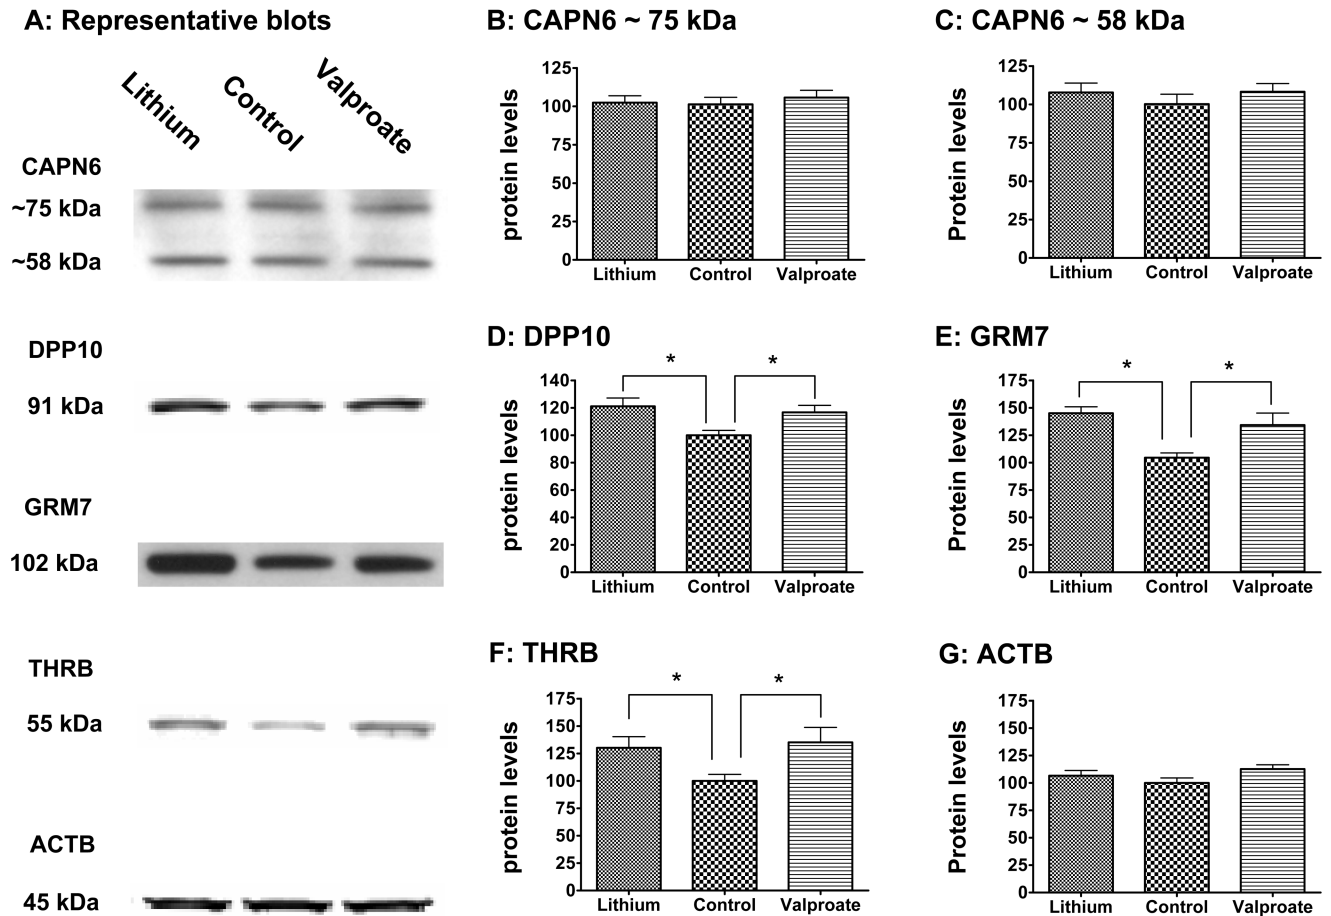 A: Representative blots
Lithium
Control
Valproate
CAPN6
~75 kDa
~58 kDa
DPP10
91 kDa
GRM7
102 kDa
THRB
55 kDa
ACTB
45 kDa
B: CAPN6 ~ 75 kDa
protein levels
125
100
75
50
25
0
Lithium Control Valproate
C: CAPN6 ~ 58 kDa
Protein levels
125
100
75
50
25
0
Lithium Control Valproate
D: DPP10
* *
protein levels
140
120
100
80
60
40
20
0
Lithium Control Valproate
E: GRM7
* *
Protein levels
175
150
125
100
75
50
25
0
Lithium Control Valproate
F: THRB
* *
protein levels
175
150
125
100
75
50
25
0
Lithium Control Valproate
G: ACTB
Protein levels
175
150
125
100
75
50
25
0
Lithium Control Valproate